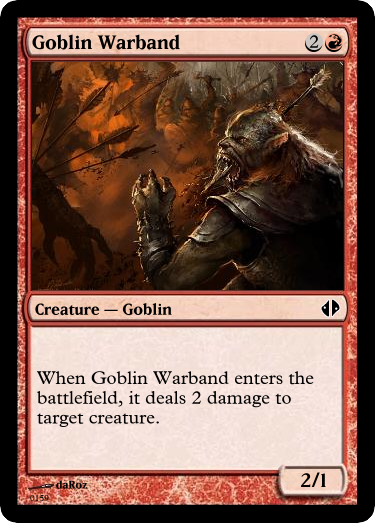 Goblin Warband 2
Creature — Goblin
When Goblin Warband enters the
battlefield, it deals 2 damage to
target creature.
daRoz
2/1